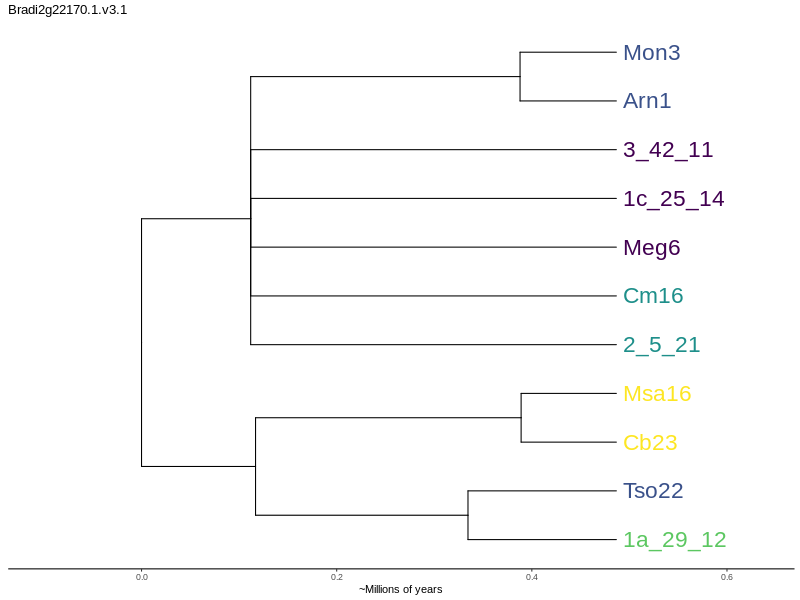 Bradi2g22170.1.v3.1
Mon3
Arn1
3_42_11
1c_25_14
Meg6
Cm16
2_5_21
Msa16
Cb23
Tso22
1a_29_12
0.0 0.2 0.4 0.6
~Millions of years